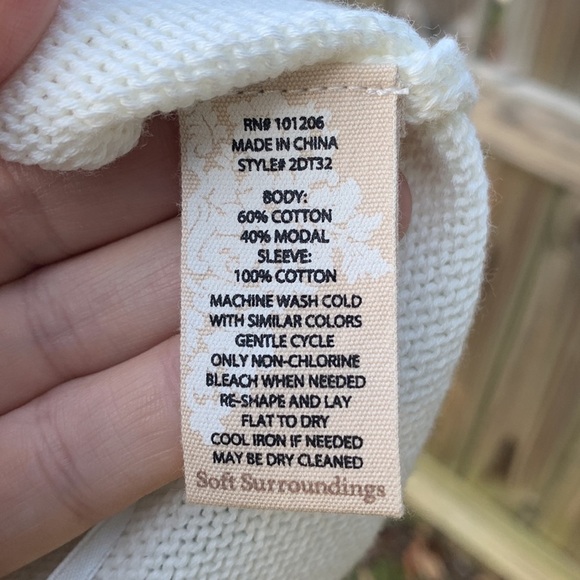 RN# 101206
MADE IN CHINA
STYLE# 2DT32
BODY:
60% COTTON
40% MODAL
SLEEVE:
100% COTTON
MACHINE WASH COLD
WITH SIMILAR COLORS
GENTLE CYCLE
ONLY NON-CHLORINE
BLEACH WHEN NEEDED
RE-SHAPE AND LAY
FLAT TO DRY
COOL IRON IF NEEDED
MAY BE DRY CLEANED
Soft Surroundings